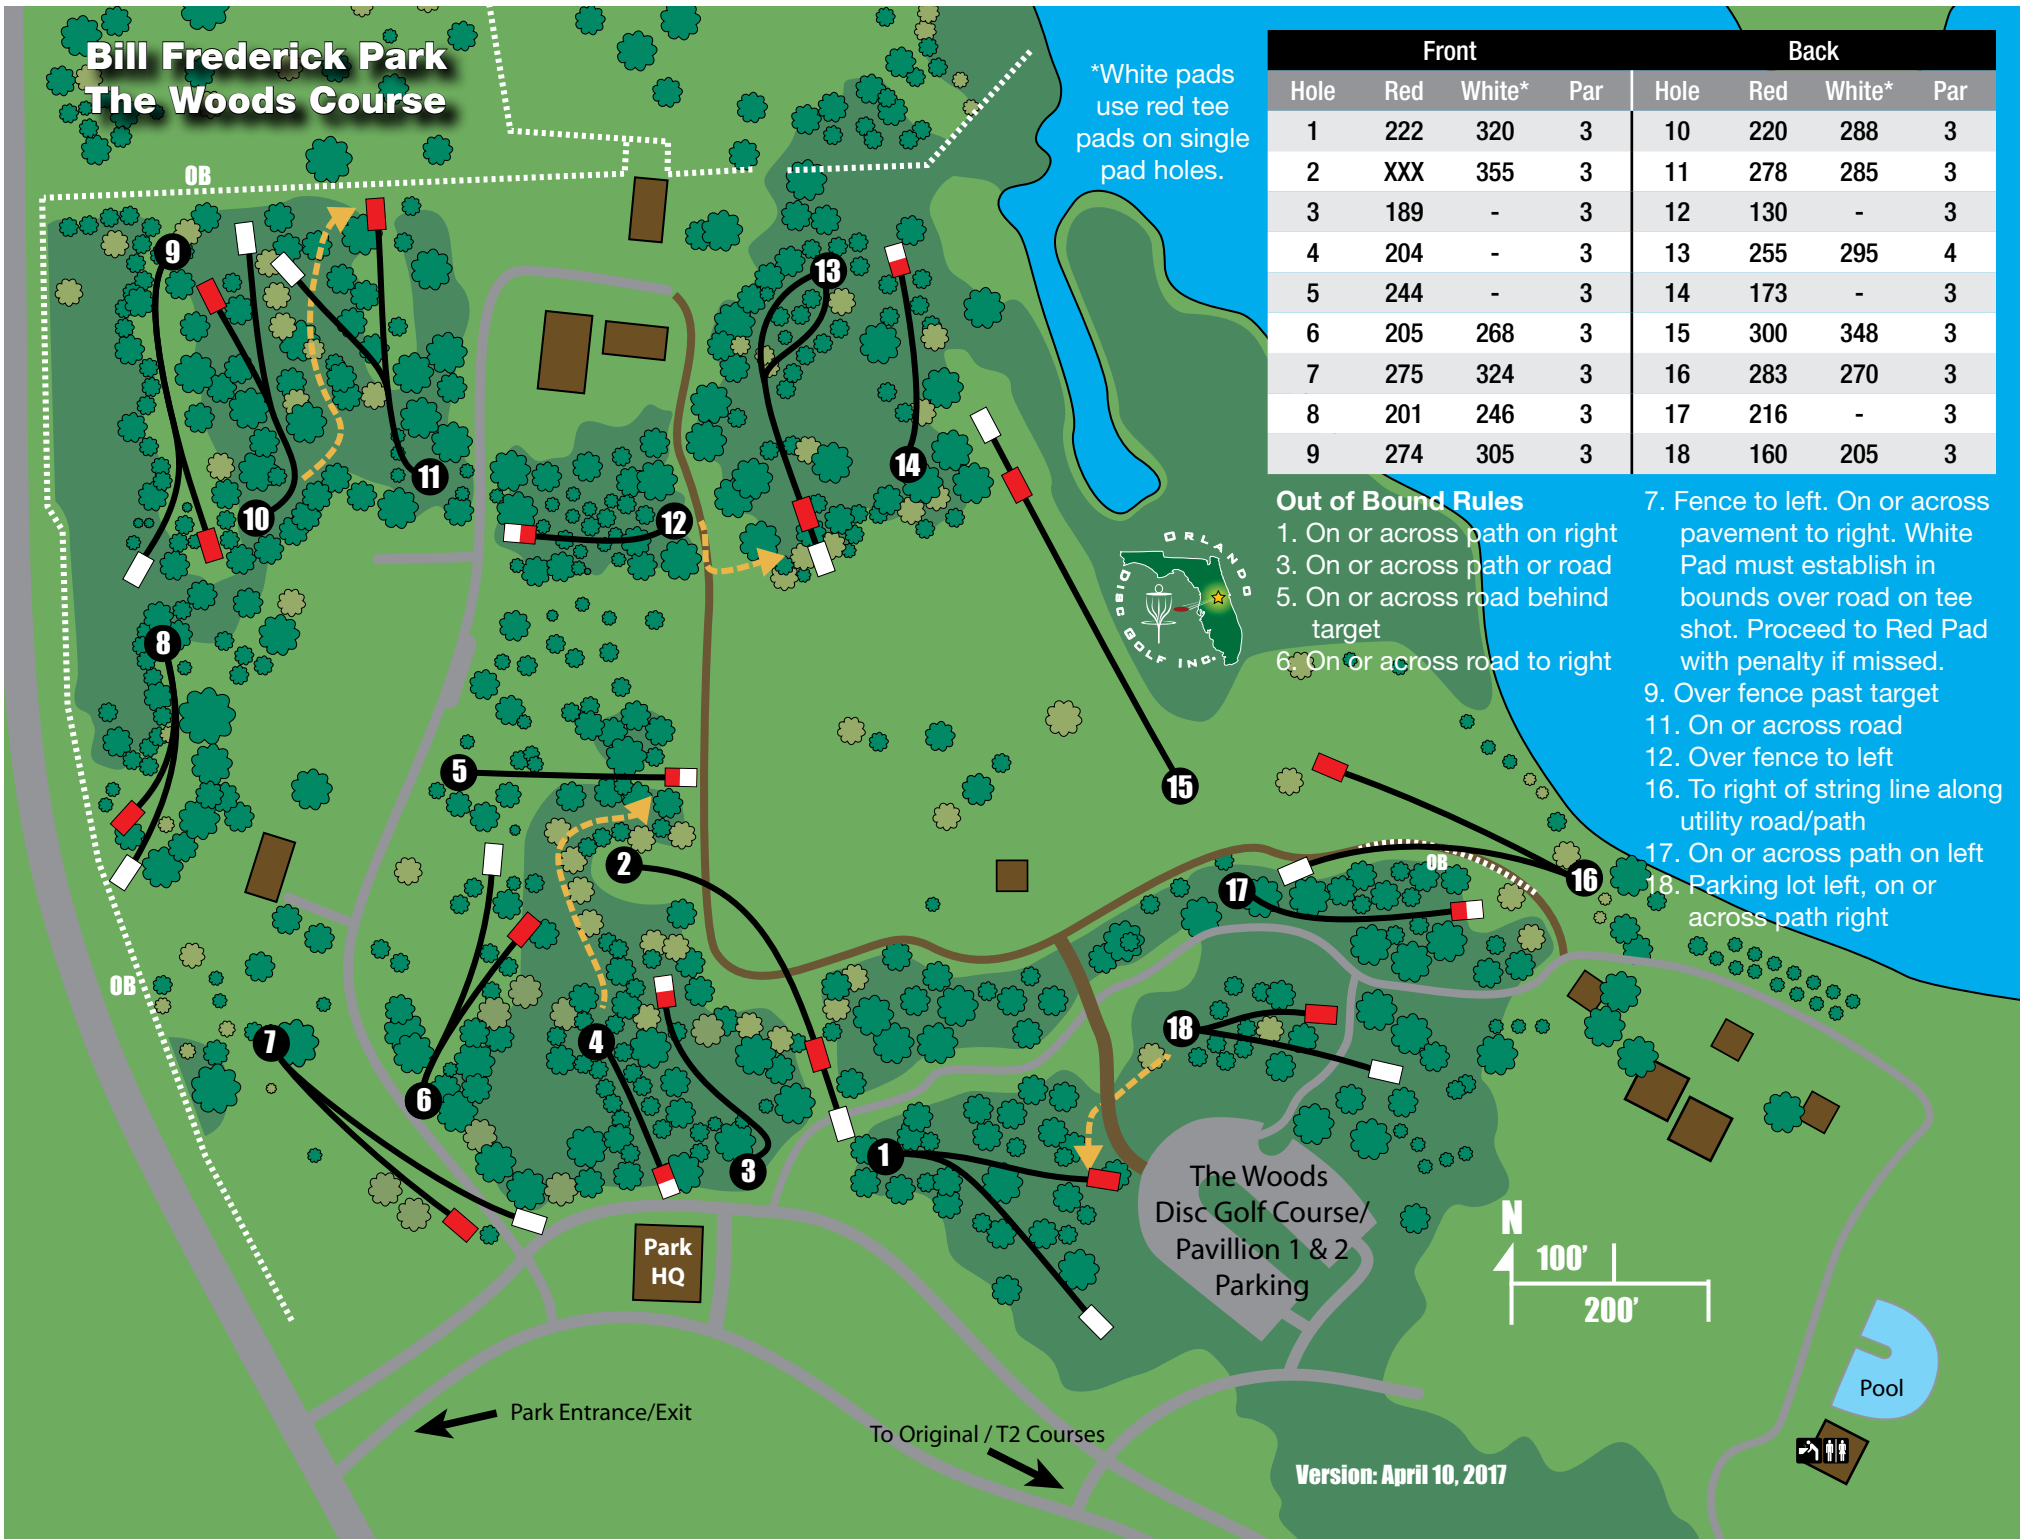 Bill Frederick Park
The Woods Course
*White pads
use red tee
pads on single
pad holes.
Front Back
Hole Red White* Par Hole Red White* Par
1 222 320 3 10 220 288 3
2 XXX 355 3 11 278 285 3
3 189 - 3 12 130 - 3
4 204 - 3 13 255 295 4
5 244 - 3 14 173 - 3
6 205 268 3 15 300 348 3
7 275 324 3 16 283 270 3
8 201 246 3 17 216 - 3
9 274 305 3 18 160 205 3
Out of Bound Rules
1. On or across path on right
3. On or across path or road
5. On or across road behind
target
6. On or across road to right
7. Fence to left. On or across
pavement to right. White
Pad must establish in
bounds over road on tee
shot. Proceed to Red Pad
with penalty if missed.
9. Over fence past target
11. On or across road
12. Over fence to left
16. To right of string line along
utility road/path
17. On or across path on left
18. Parking lot left, on or
across path right
ORLANDO
DISC GOLF INC.
OB
9
13
11
14
10
12
8
5
15
2
OB
16
17
OB
7
4
18
6
1
3
The Woods
Disc Golf Course/
Pavillion 1 & 2
Parking
Park
HQ
N
100'
200'
Pool
Park Entrance/Exit
To Original / T2 Courses
Version: April 10, 2017